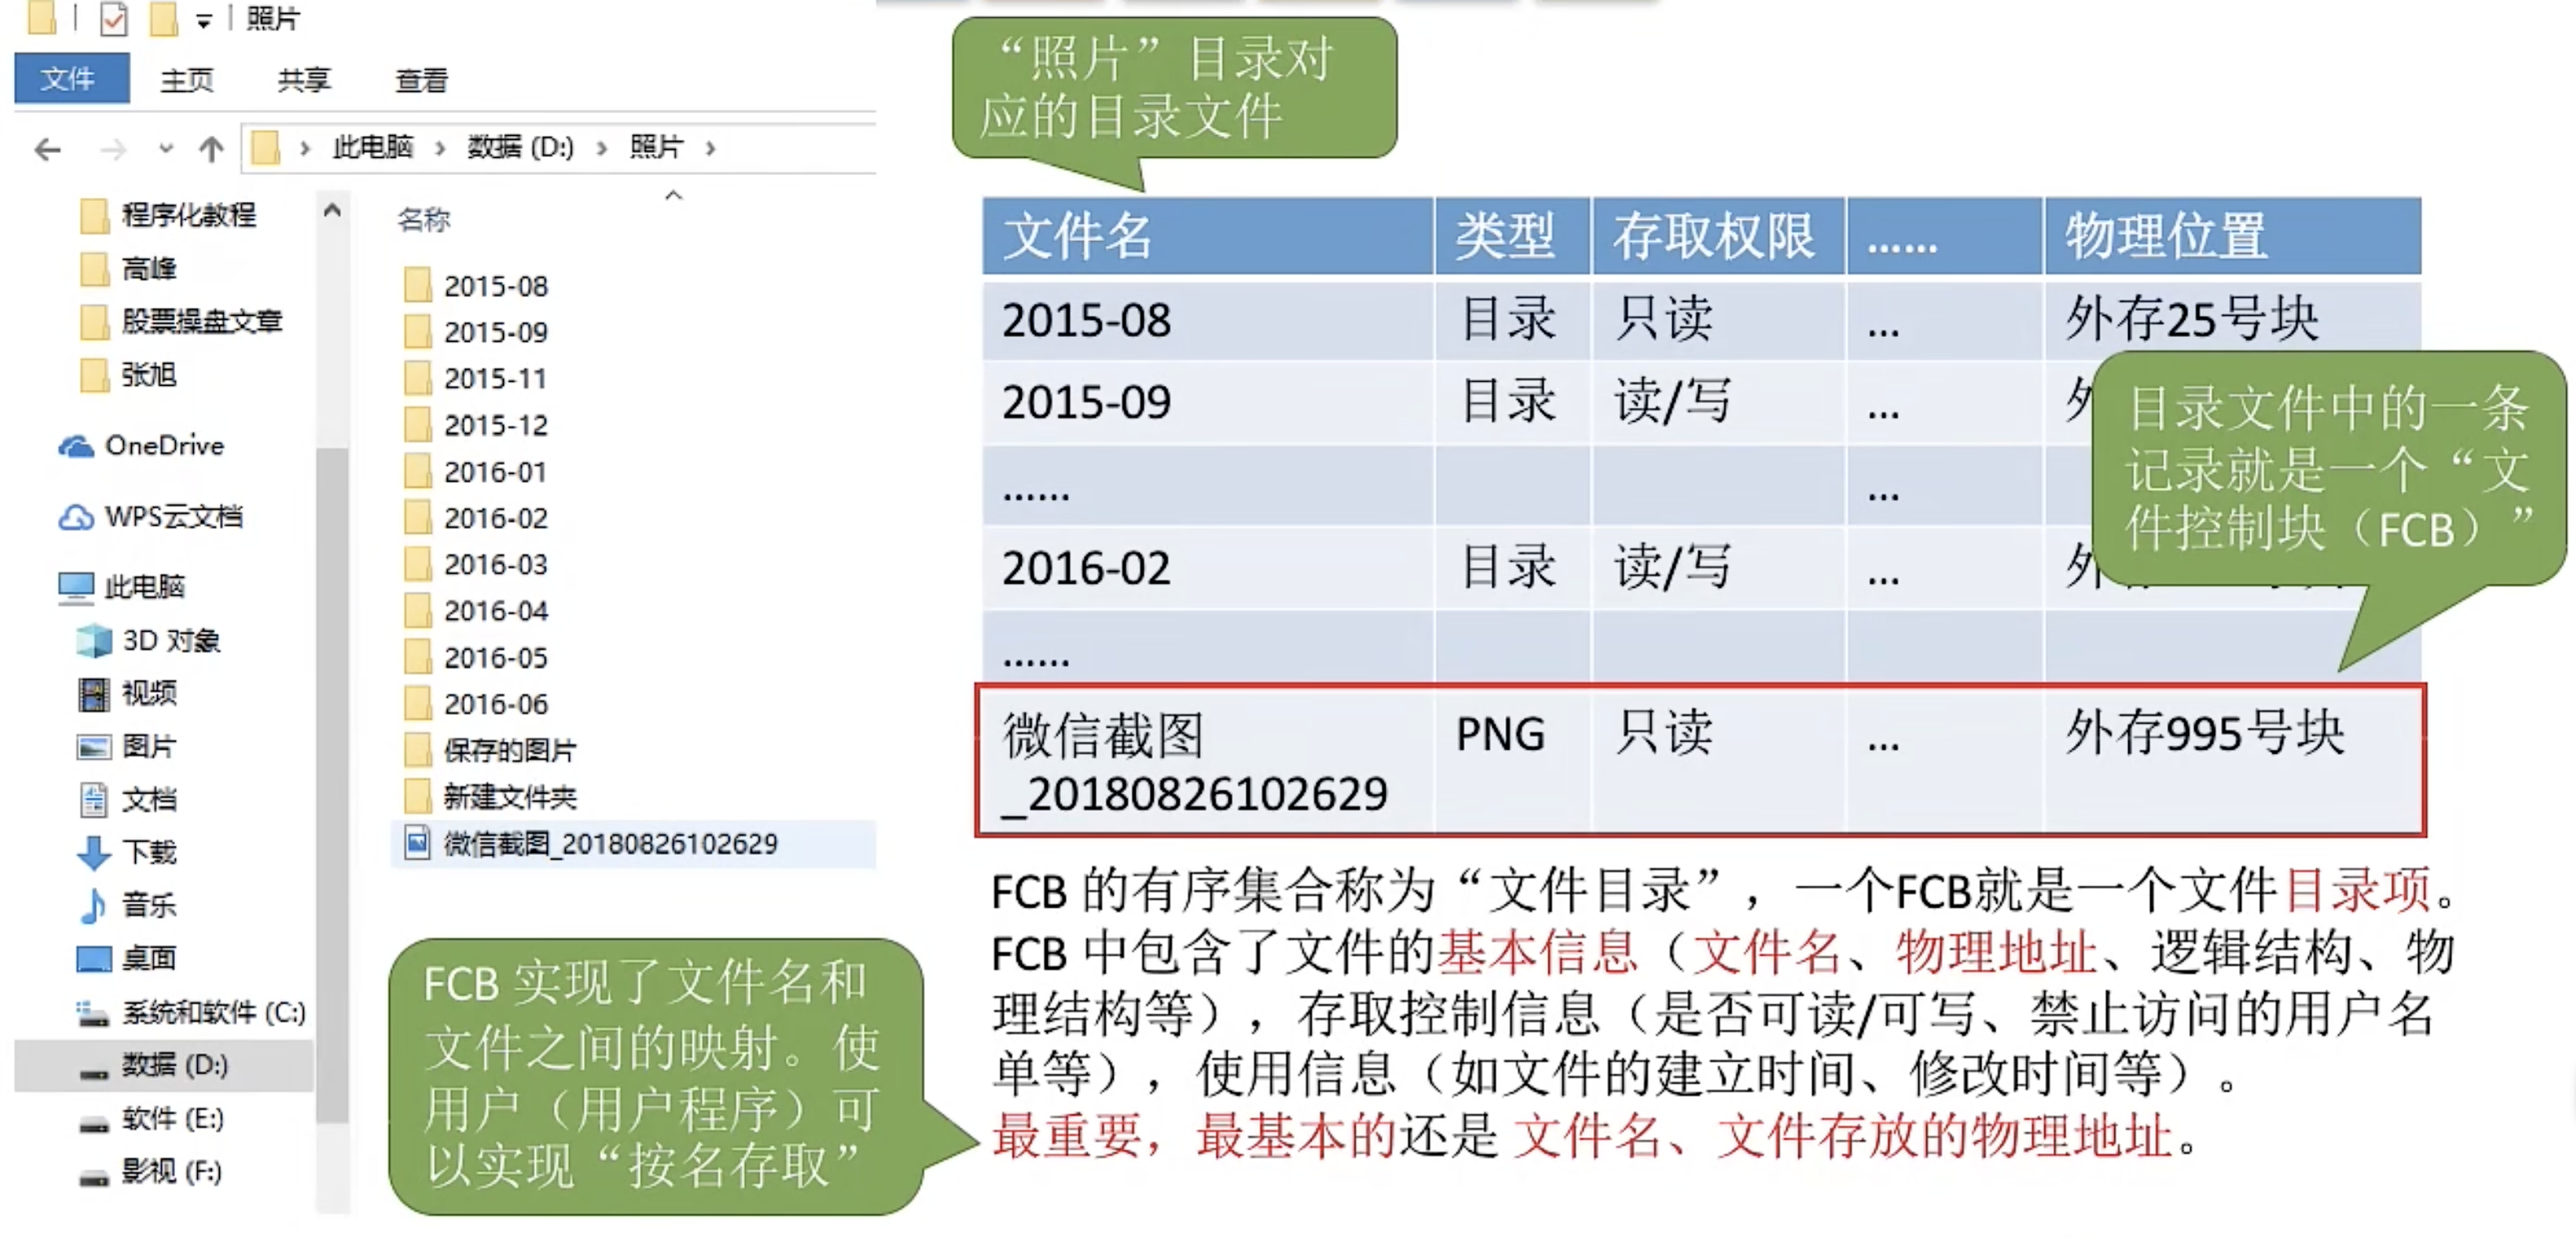 照片
文件 主页 共享 查看
此电脑 数据 (D:) 照片
程序化教程
高峰
股票操盘文章
张旭
OneDrive
WPS云文档
此电脑
3D 对象
视频
图片
文档
下载
音乐
桌面
系统和软件 (C:)
数据 (D:)
软件 (E:)
影视 (F:)
名称
2015-08
2015-09
2015-11
2015-12
2016-01
2016-02
2016-03
2016-04
2016-05
2016-06
保存的图片
新建文件夹
微信截图_20180826102629
“照片”目录对
应的目录文件
文件名 类型 存取权限 …… 物理位置
2015-08 目录 只读 … 外存25号块
2015-09 目录 读/写 … 外
…… …
2016-02 目录 读/写 … 外
……
微信截图 PNG 只读 … 外存995号块
_20180826102629
目录文件中的一条
记录就是一个“文
件控制块（FCB）”
FCB 的有序集合称为“文件目录”，一个FCB就是一个文件目录项。
FCB 中包含了文件的基本信息（文件名、物理地址、逻辑结构、物
理结构等），存取控制信息（是否可读/可写、禁止访问的用户名
单等），使用信息（如文件的建立时间、修改时间等）。
最重要，最基本的还是 文件名、文件存放的物理地址。
FCB 实现了文件名和
文件之间的映射。使
用户（用户程序）可
以实现“按名存取”